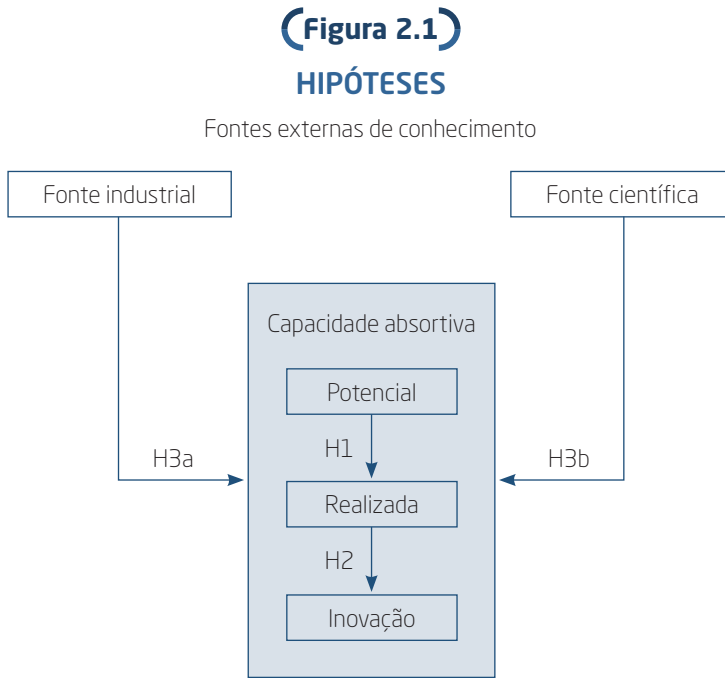 Figura 2.1
HIPÓTESES
Fontes externas de conhecimento
Fonte industrial
Fonte científica
Capacidade absortiva
Potencial
H1
H3a
H3b
Realizada
H2
Inovação